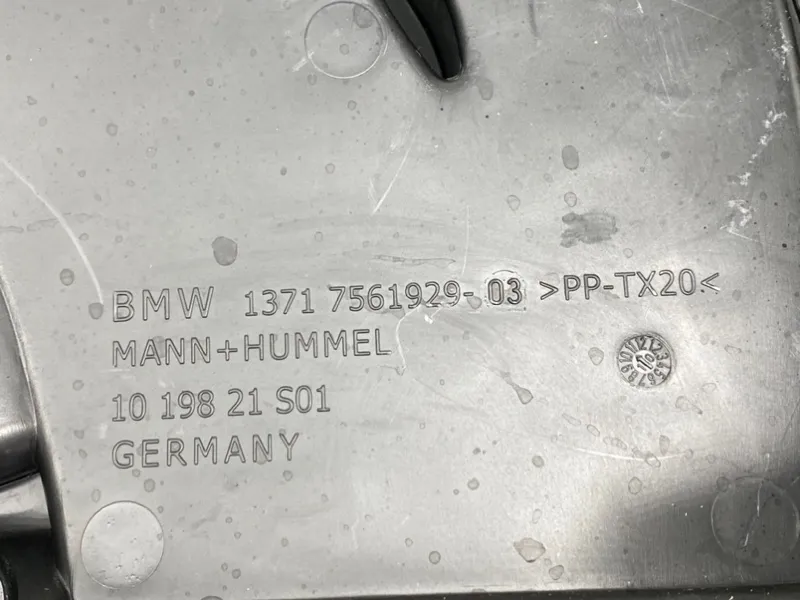 BMW 1371 7561929-03 >PP-TX20<
MANN+HUMMEL
10 198 21 S01
GERMANY